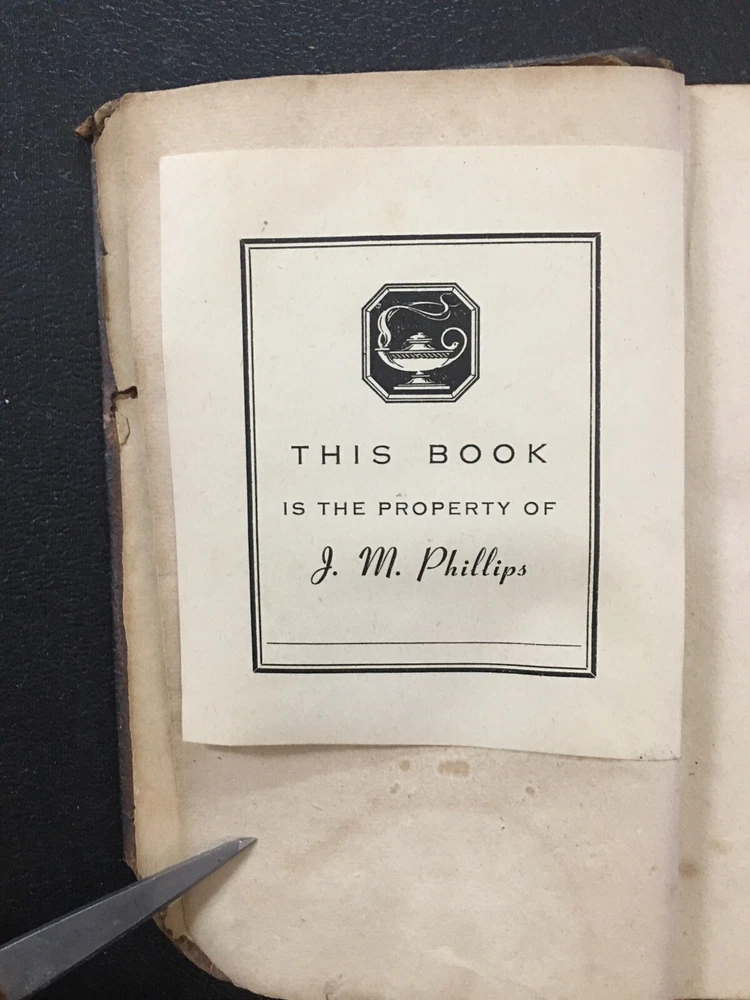 THIS BOOK
IS THE PROPERTY OF
J. M. Phillips